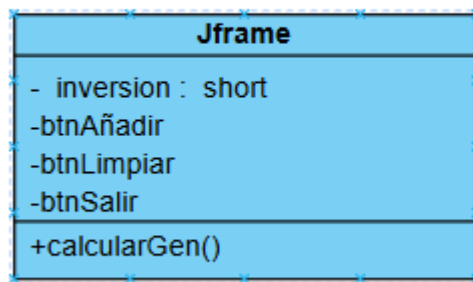 Jframe
- inversion : short
-btnAñadir
-btnLimpiar
-btnSalir
+calcularGen()